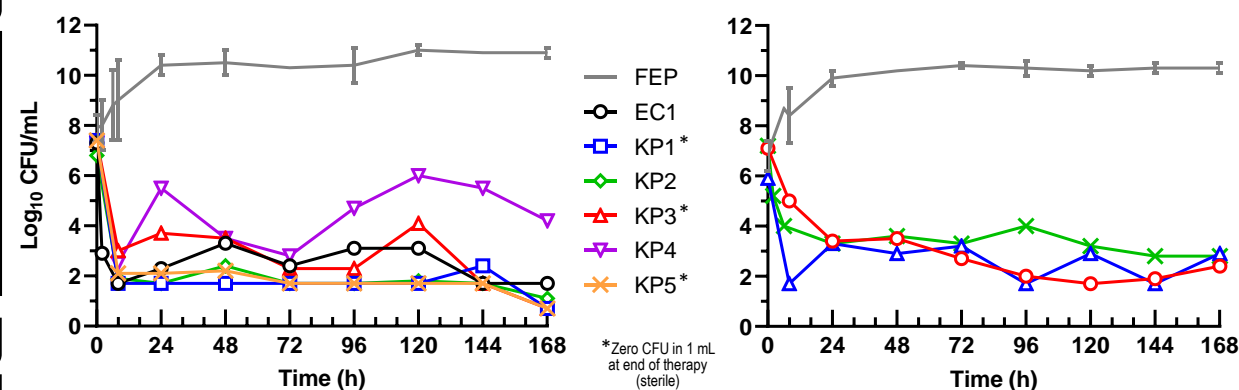 12
10
8
6
4
2
0
Log10 CFU/mL
0 24 48 72 96 120 144 168
Time (h)
FEP
EC1
KP1*
KP2
KP3*
KP4
KP5*
*Zero CFU in 1 mL
at end of therapy
(sterile)
12
10
8
6
4
2
0
0 24 48 72 96 120 144 168
Time (h)